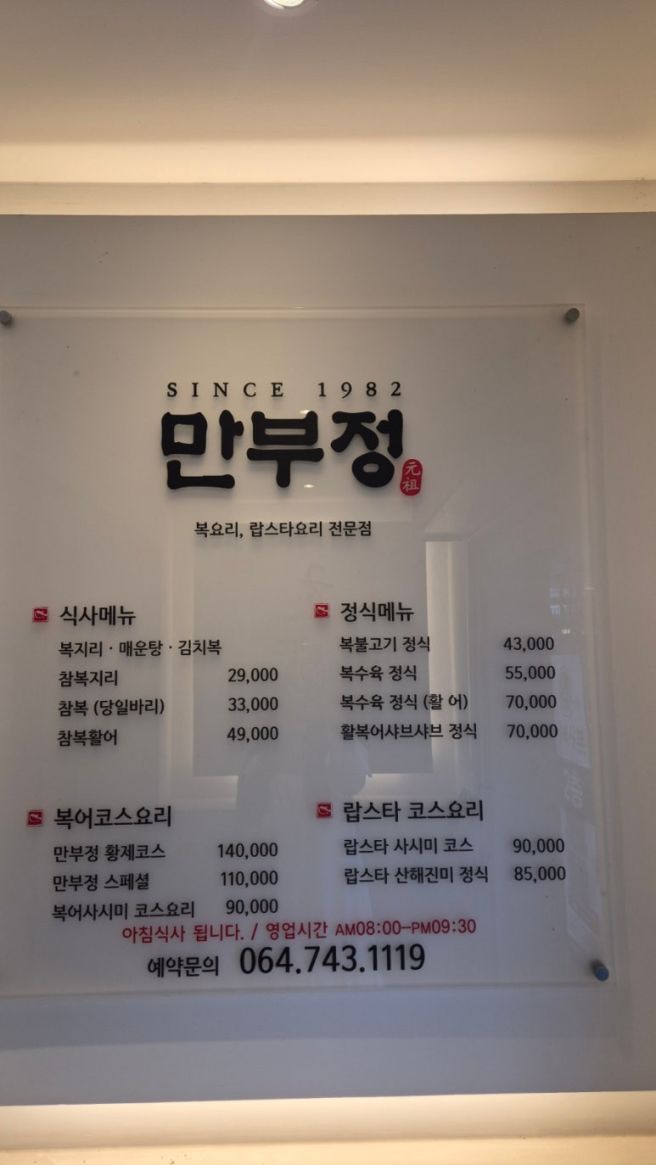 SINCE 1982
만부정
元祖
복요리, 랍스타요리 전문점
식사메뉴
복지리 · 매운탕 · 김치복
참복지리 29,000
참복 (당일바리) 33,000
참복활어 49,000
정식메뉴
복불고기 정식 43,000
복수육 정식 55,000
복수육 정식 (활 어) 70,000
활복어샤브샤브 정식 70,000
복어코스요리
만부정 황제코스 140,000
만부정 스페셜 110,000
복어사시미 코스요리 90,000
랍스타 코스요리
랍스타 사시미 코스 90,000
랍스타 산해진미 정식 85,000
아침식사 됩니다. / 영업시간 AM08:00-PM09:30
예약문의 064.743.1119